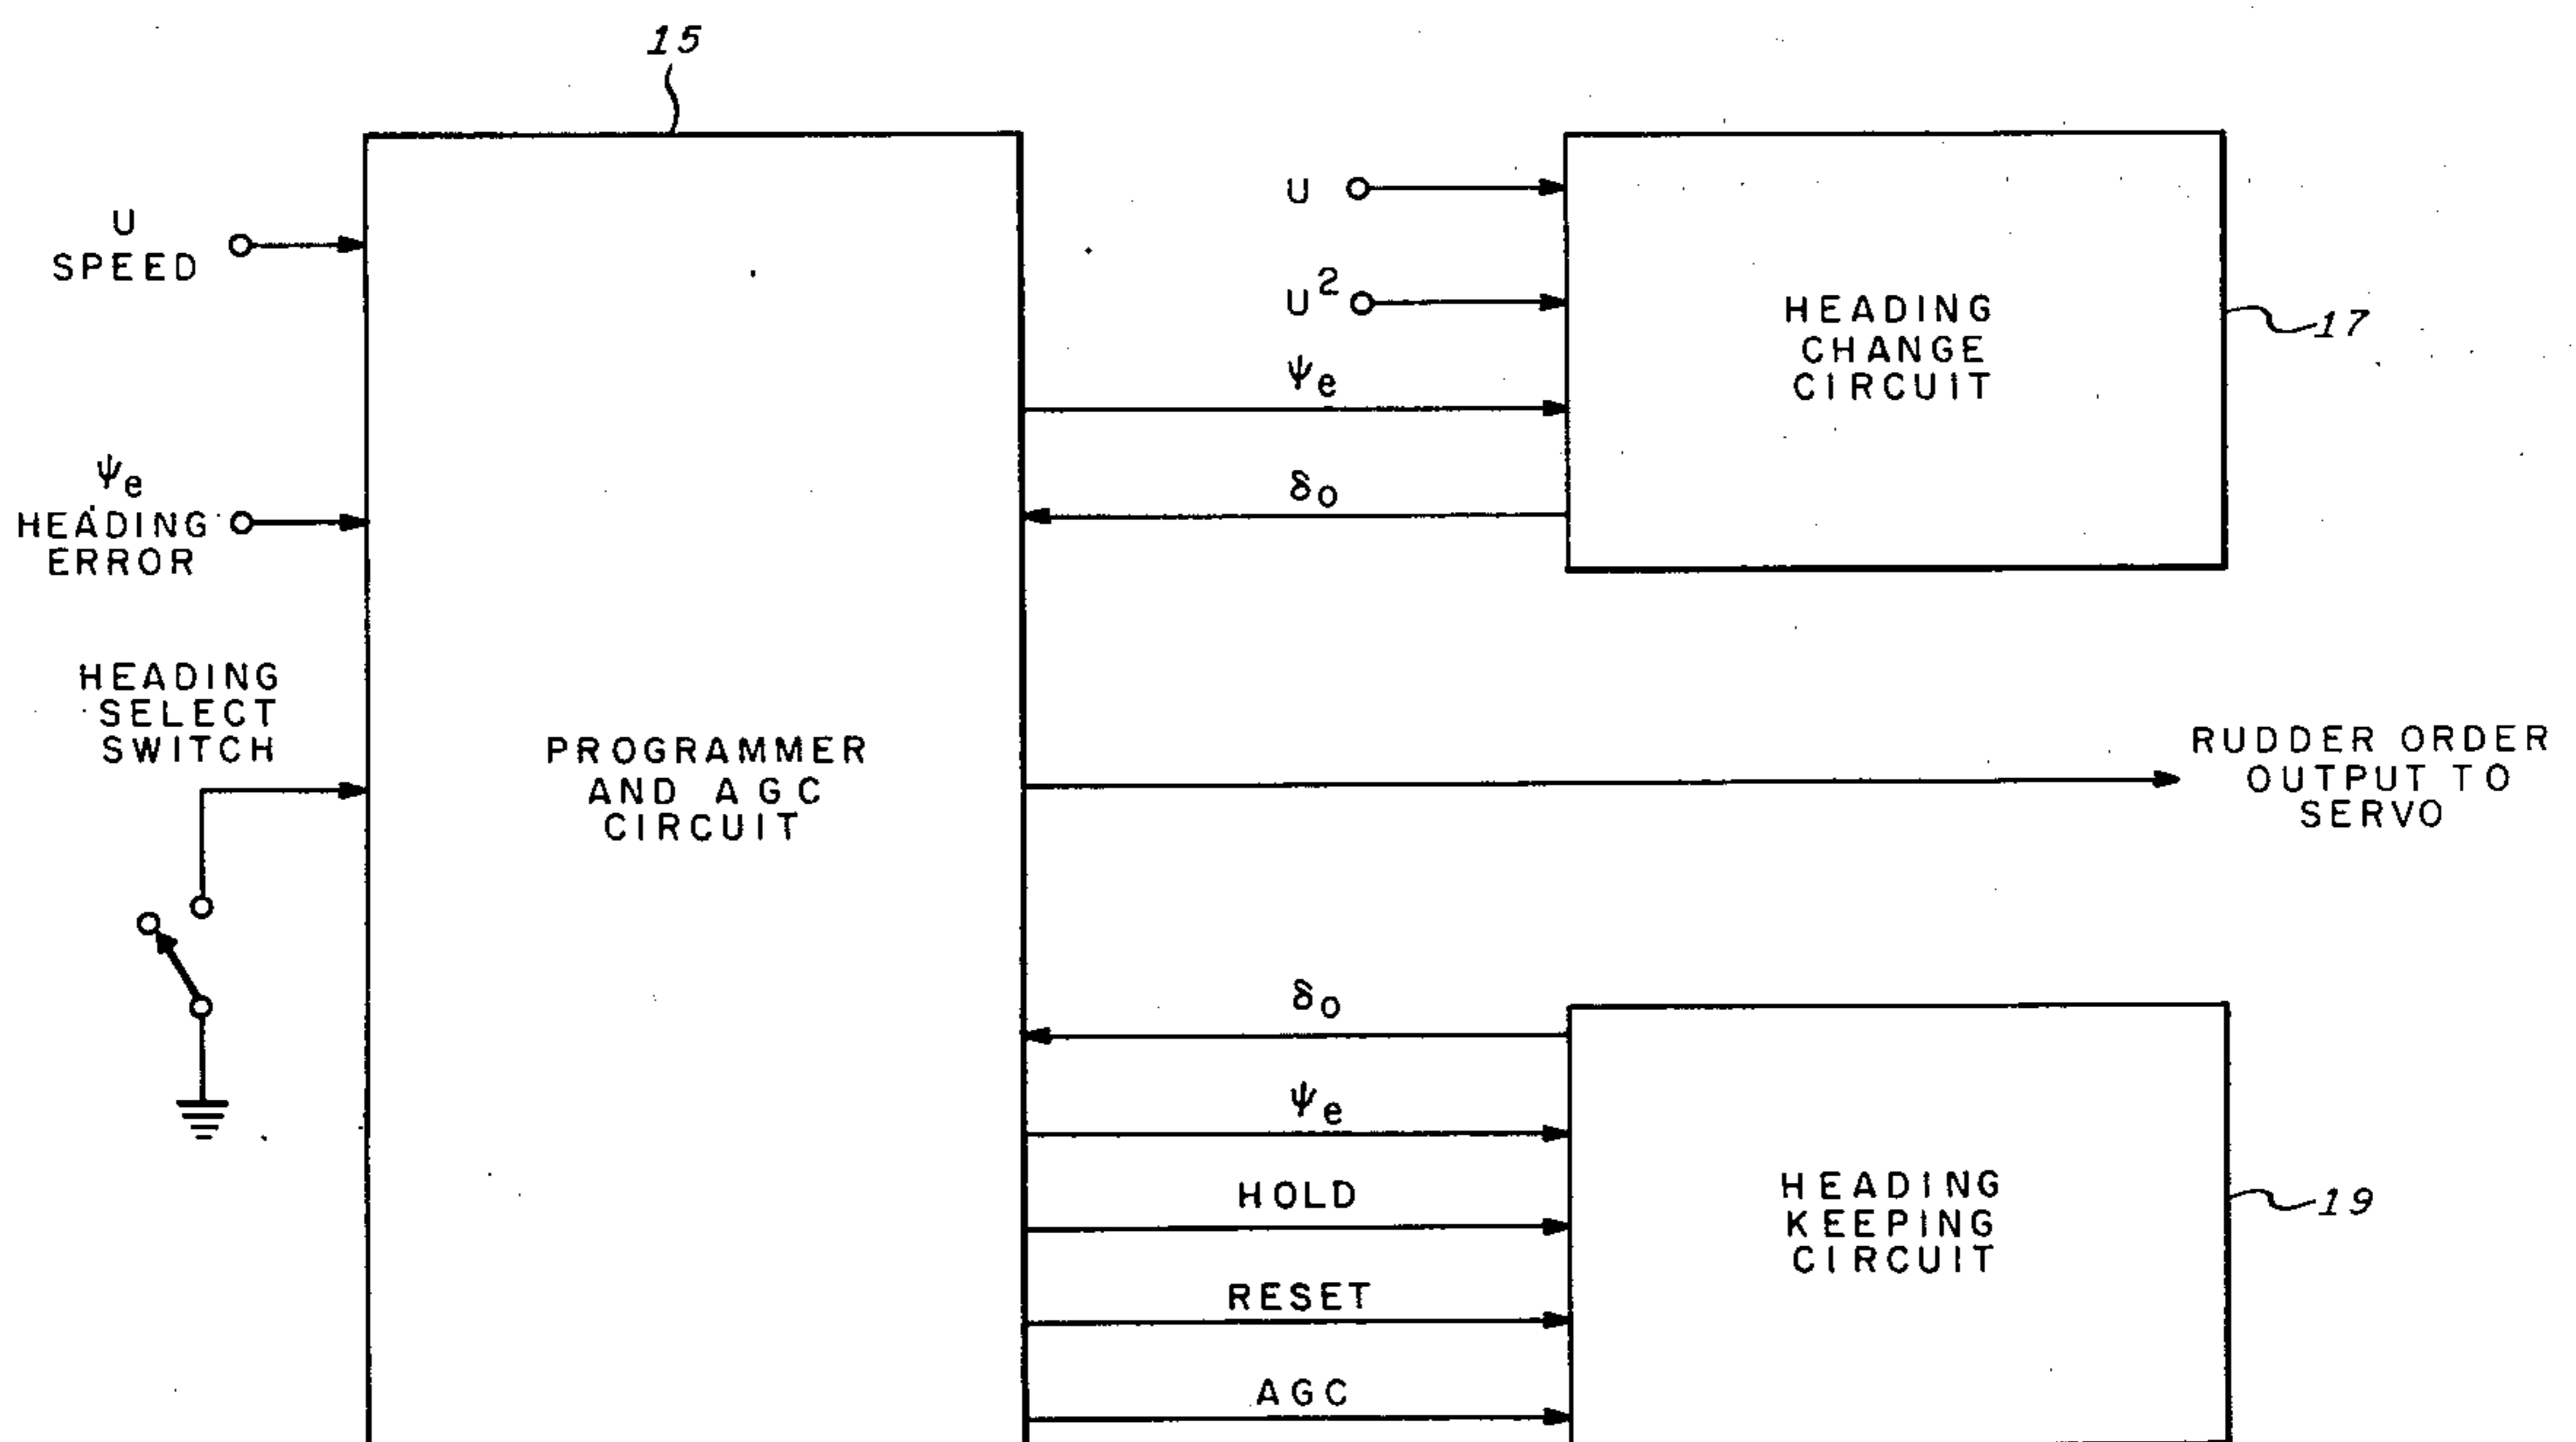 15
U
SPEED
ψe
HEADING
ERROR
HEADING
SELECT
SWITCH
PROGRAMMER
AND AGC
CIRCUIT
U
U²
ψe
δo
HEADING
CHANGE
CIRCUIT
17
RUDDER ORDER
OUTPUT TO
SERVO
δo
ψe
HOLD
RESET
AGC
HEADING
KEEPING
CIRCUIT
19